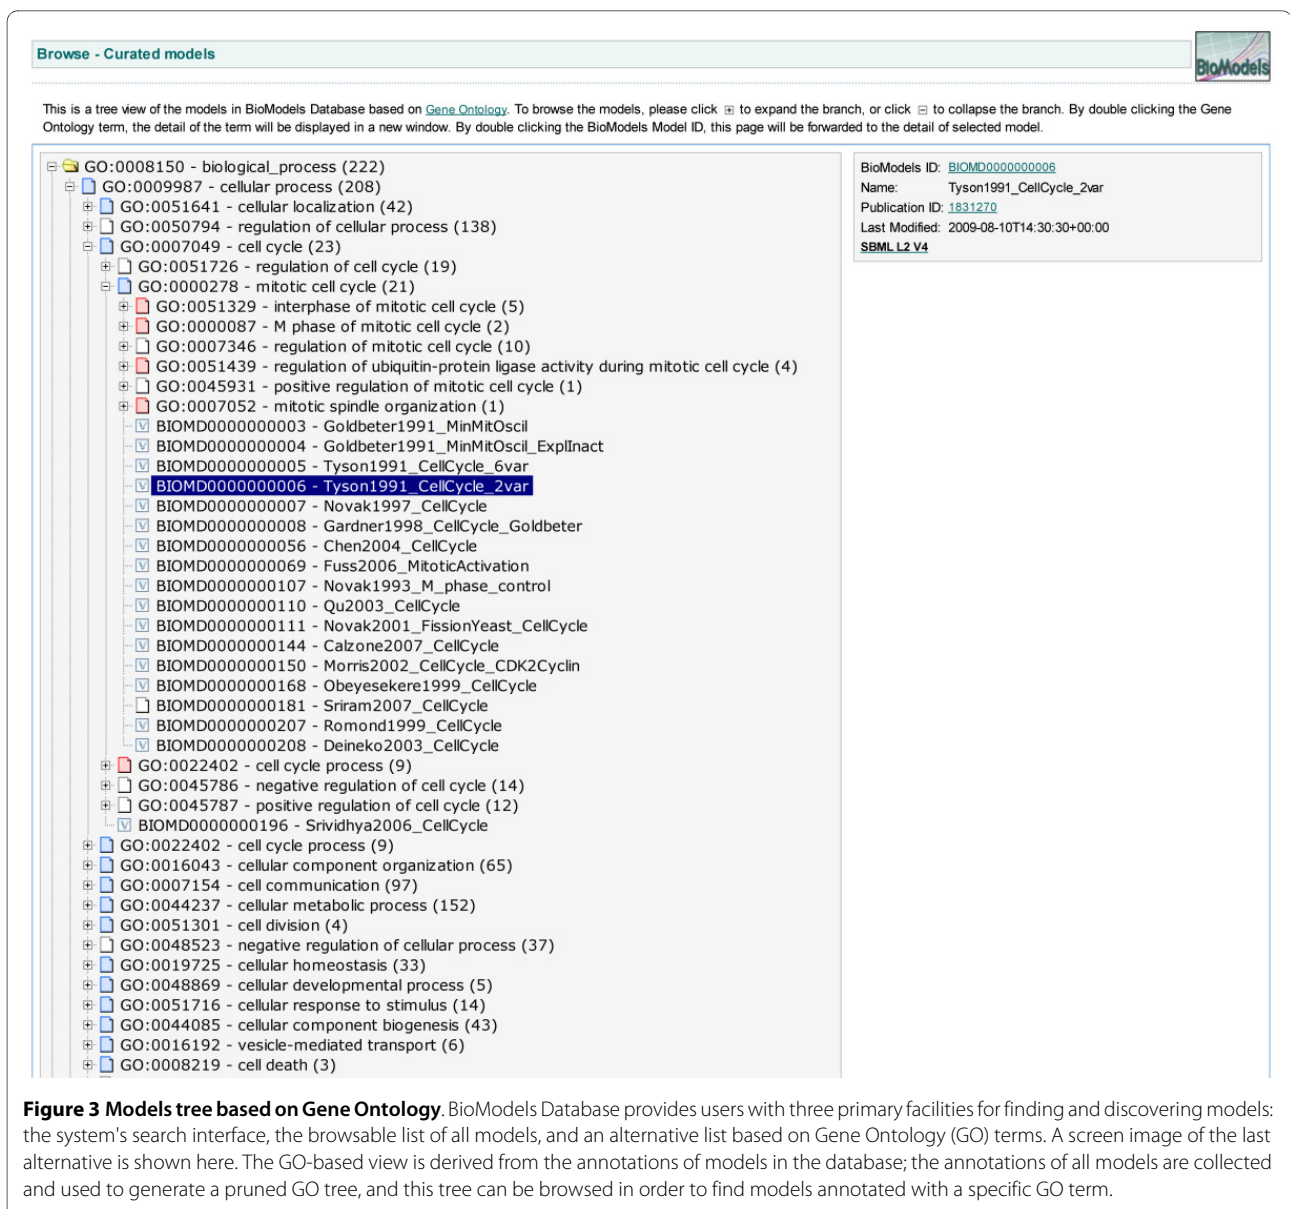 Browse - Curated models
BioModels
This is a tree view of the models in BioModels Database based on Gene Ontology. To browse the models, please click ⊞ to expand the branch, or click ⊟ to collapse the branch. By double clicking the Gene
Ontology term, the detail of the term will be displayed in a new window. By double clicking the BioModels Model ID, this page will be forwarded to the detail of selected model.
GO:0008150 - biological_process (222)
GO:0009987 - cellular process (208)
GO:0051641 - cellular localization (42)
GO:0050794 - regulation of cellular process (138)
GO:0007049 - cell cycle (23)
GO:0051726 - regulation of cell cycle (19)
GO:0000278 - mitotic cell cycle (21)
GO:0051329 - interphase of mitotic cell cycle (5)
GO:0000087 - M phase of mitotic cell cycle (2)
GO:0007346 - regulation of mitotic cell cycle (10)
GO:0051439 - regulation of ubiquitin-protein ligase activity during mitotic cell cycle (4)
GO:0045931 - positive regulation of mitotic cell cycle (1)
GO:0007052 - mitotic spindle organization (1)
BIOMD0000000003 - Goldbeter1991_MinMitOscil
BIOMD0000000004 - Goldbeter1991_MinMitOscil_ExplInact
BIOMD0000000005 - Tyson1991_CellCycle_6var
BIOMD0000000006 - Tyson1991_CellCycle_2var
BIOMD0000000007 - Novak1997_CellCycle
BIOMD0000000008 - Gardner1998_CellCycle_Goldbeter
BIOMD0000000056 - Chen2004_CellCycle
BIOMD0000000069 - Fuss2006_MitoticActivation
BIOMD0000000107 - Novak1993_M_phase_control
BIOMD0000000110 - Qu2003_CellCycle
BIOMD0000000111 - Novak2001_FissionYeast_CellCycle
BIOMD0000000144 - Calzone2007_CellCycle
BIOMD0000000150 - Morris2002_CellCycle_CDK2Cyclin
BIOMD0000000168 - Obeyesekere1999_CellCycle
BIOMD0000000181 - Sriram2007_CellCycle
BIOMD0000000207 - Romond1999_CellCycle
BIOMD0000000208 - Deineko2003_CellCycle
GO:0022402 - cell cycle process (9)
GO:0045786 - negative regulation of cell cycle (14)
GO:0045787 - positive regulation of cell cycle (12)
BIOMD0000000196 - Srividhya2006_CellCycle
GO:0022402 - cell cycle process (9)
GO:0016043 - cellular component organization (65)
GO:0007154 - cell communication (97)
GO:0044237 - cellular metabolic process (152)
GO:0051301 - cell division (4)
GO:0048523 - negative regulation of cellular process (37)
GO:0019725 - cellular homeostasis (33)
GO:0048869 - cellular developmental process (5)
GO:0051716 - cellular response to stimulus (14)
GO:0044085 - cellular component biogenesis (43)
GO:0016192 - vesicle-mediated transport (6)
GO:0008219 - cell death (3)
BioModels ID: BIOMD0000000006
Name: Tyson1991_CellCycle_2var
Publication ID: 1831270
Last Modified: 2009-08-10T14:30:30+00:00
SBML L2 V4
Figure 3 Models tree based on Gene Ontology. BioModels Database provides users with three primary facilities for finding and discovering models:
the system's search interface, the browsable list of all models, and an alternative list based on Gene Ontology (GO) terms. A screen image of the last
alternative is shown here. The GO-based view is derived from the annotations of models in the database; the annotations of all models are collected
and used to generate a pruned GO tree, and this tree can be browsed in order to find models annotated with a specific GO term.